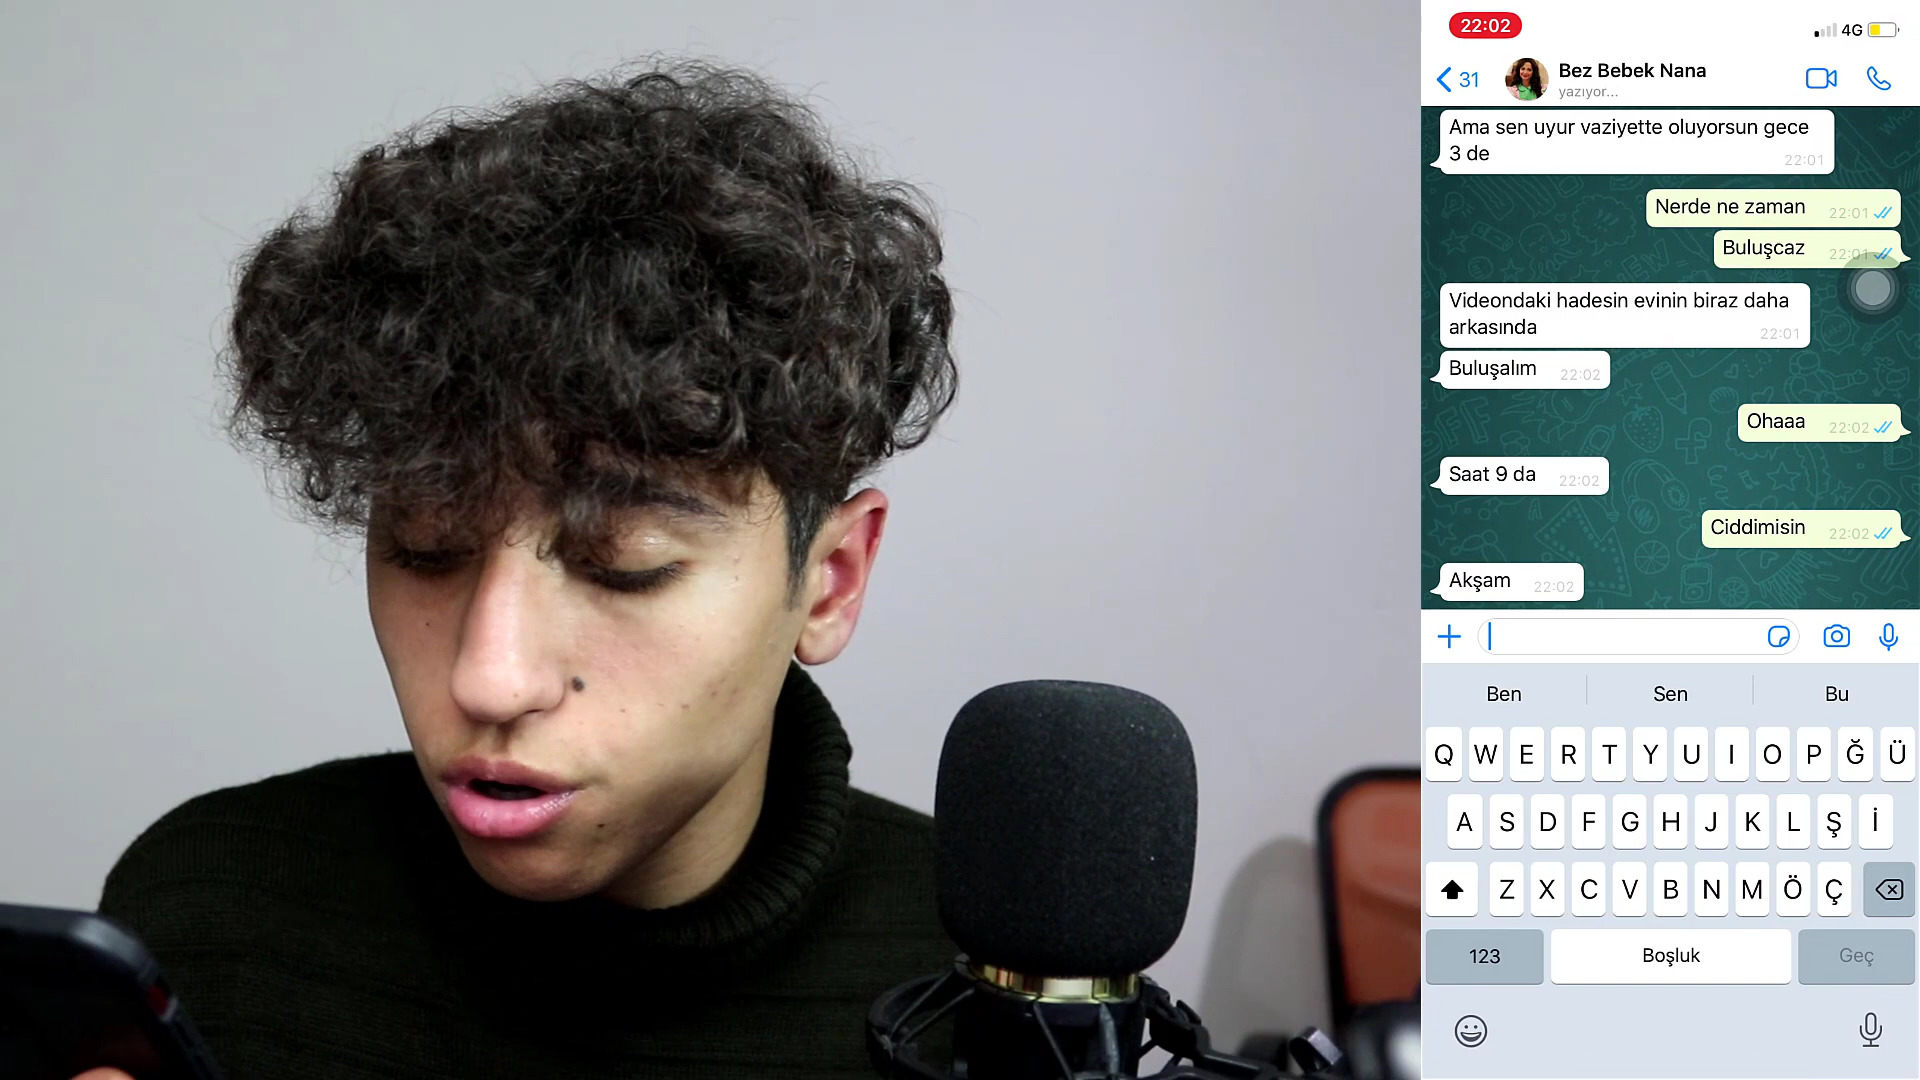 22:02
4G
31
Bez Bebek Nana
yazıyor...
Ama sen uyur vaziyette oluyorsun gece
3 de
22:01
Nerde ne zaman 22:01
Buluşcaz 22:01
Videondaki hadesin evinin biraz daha
arkasında
22:01
Buluşalım 22:02
Ohaaa 22:02
Saat 9 da 22:02
Ciddimisin 22:02
Akşam 22:02
Ben Sen Bu
Q W E R T Y U I O P Ğ Ü
A S D F G H J K L Ş İ
Z X C V B N M Ö Ç
123 Boşluk Geç